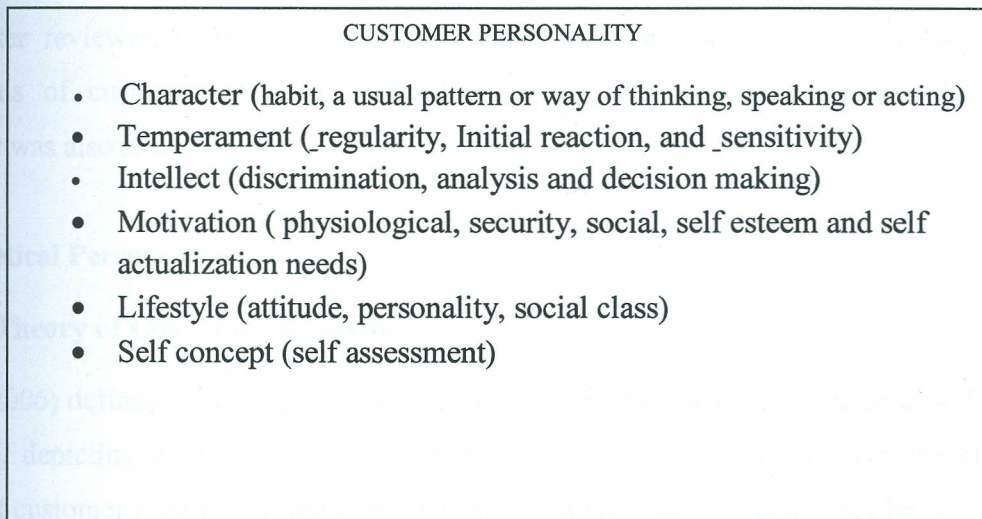 CUSTOMER PERSONALITY
• Character (habit, a usual pattern or way of thinking, speaking or acting)
• Temperament (_regularity, Initial reaction, and _sensitivity)
• Intellect (discrimination, analysis and decision making)
• Motivation ( physiological, security, social, self esteem and self
actualization needs)
• Lifestyle (attitude, personality, social class)
• Self concept (self assessment)